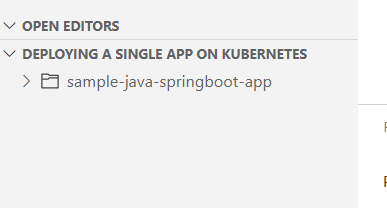 OPEN EDITORS
DEPLOYING A SINGLE APP ON KUBERNETES
sample-java-springboot-app